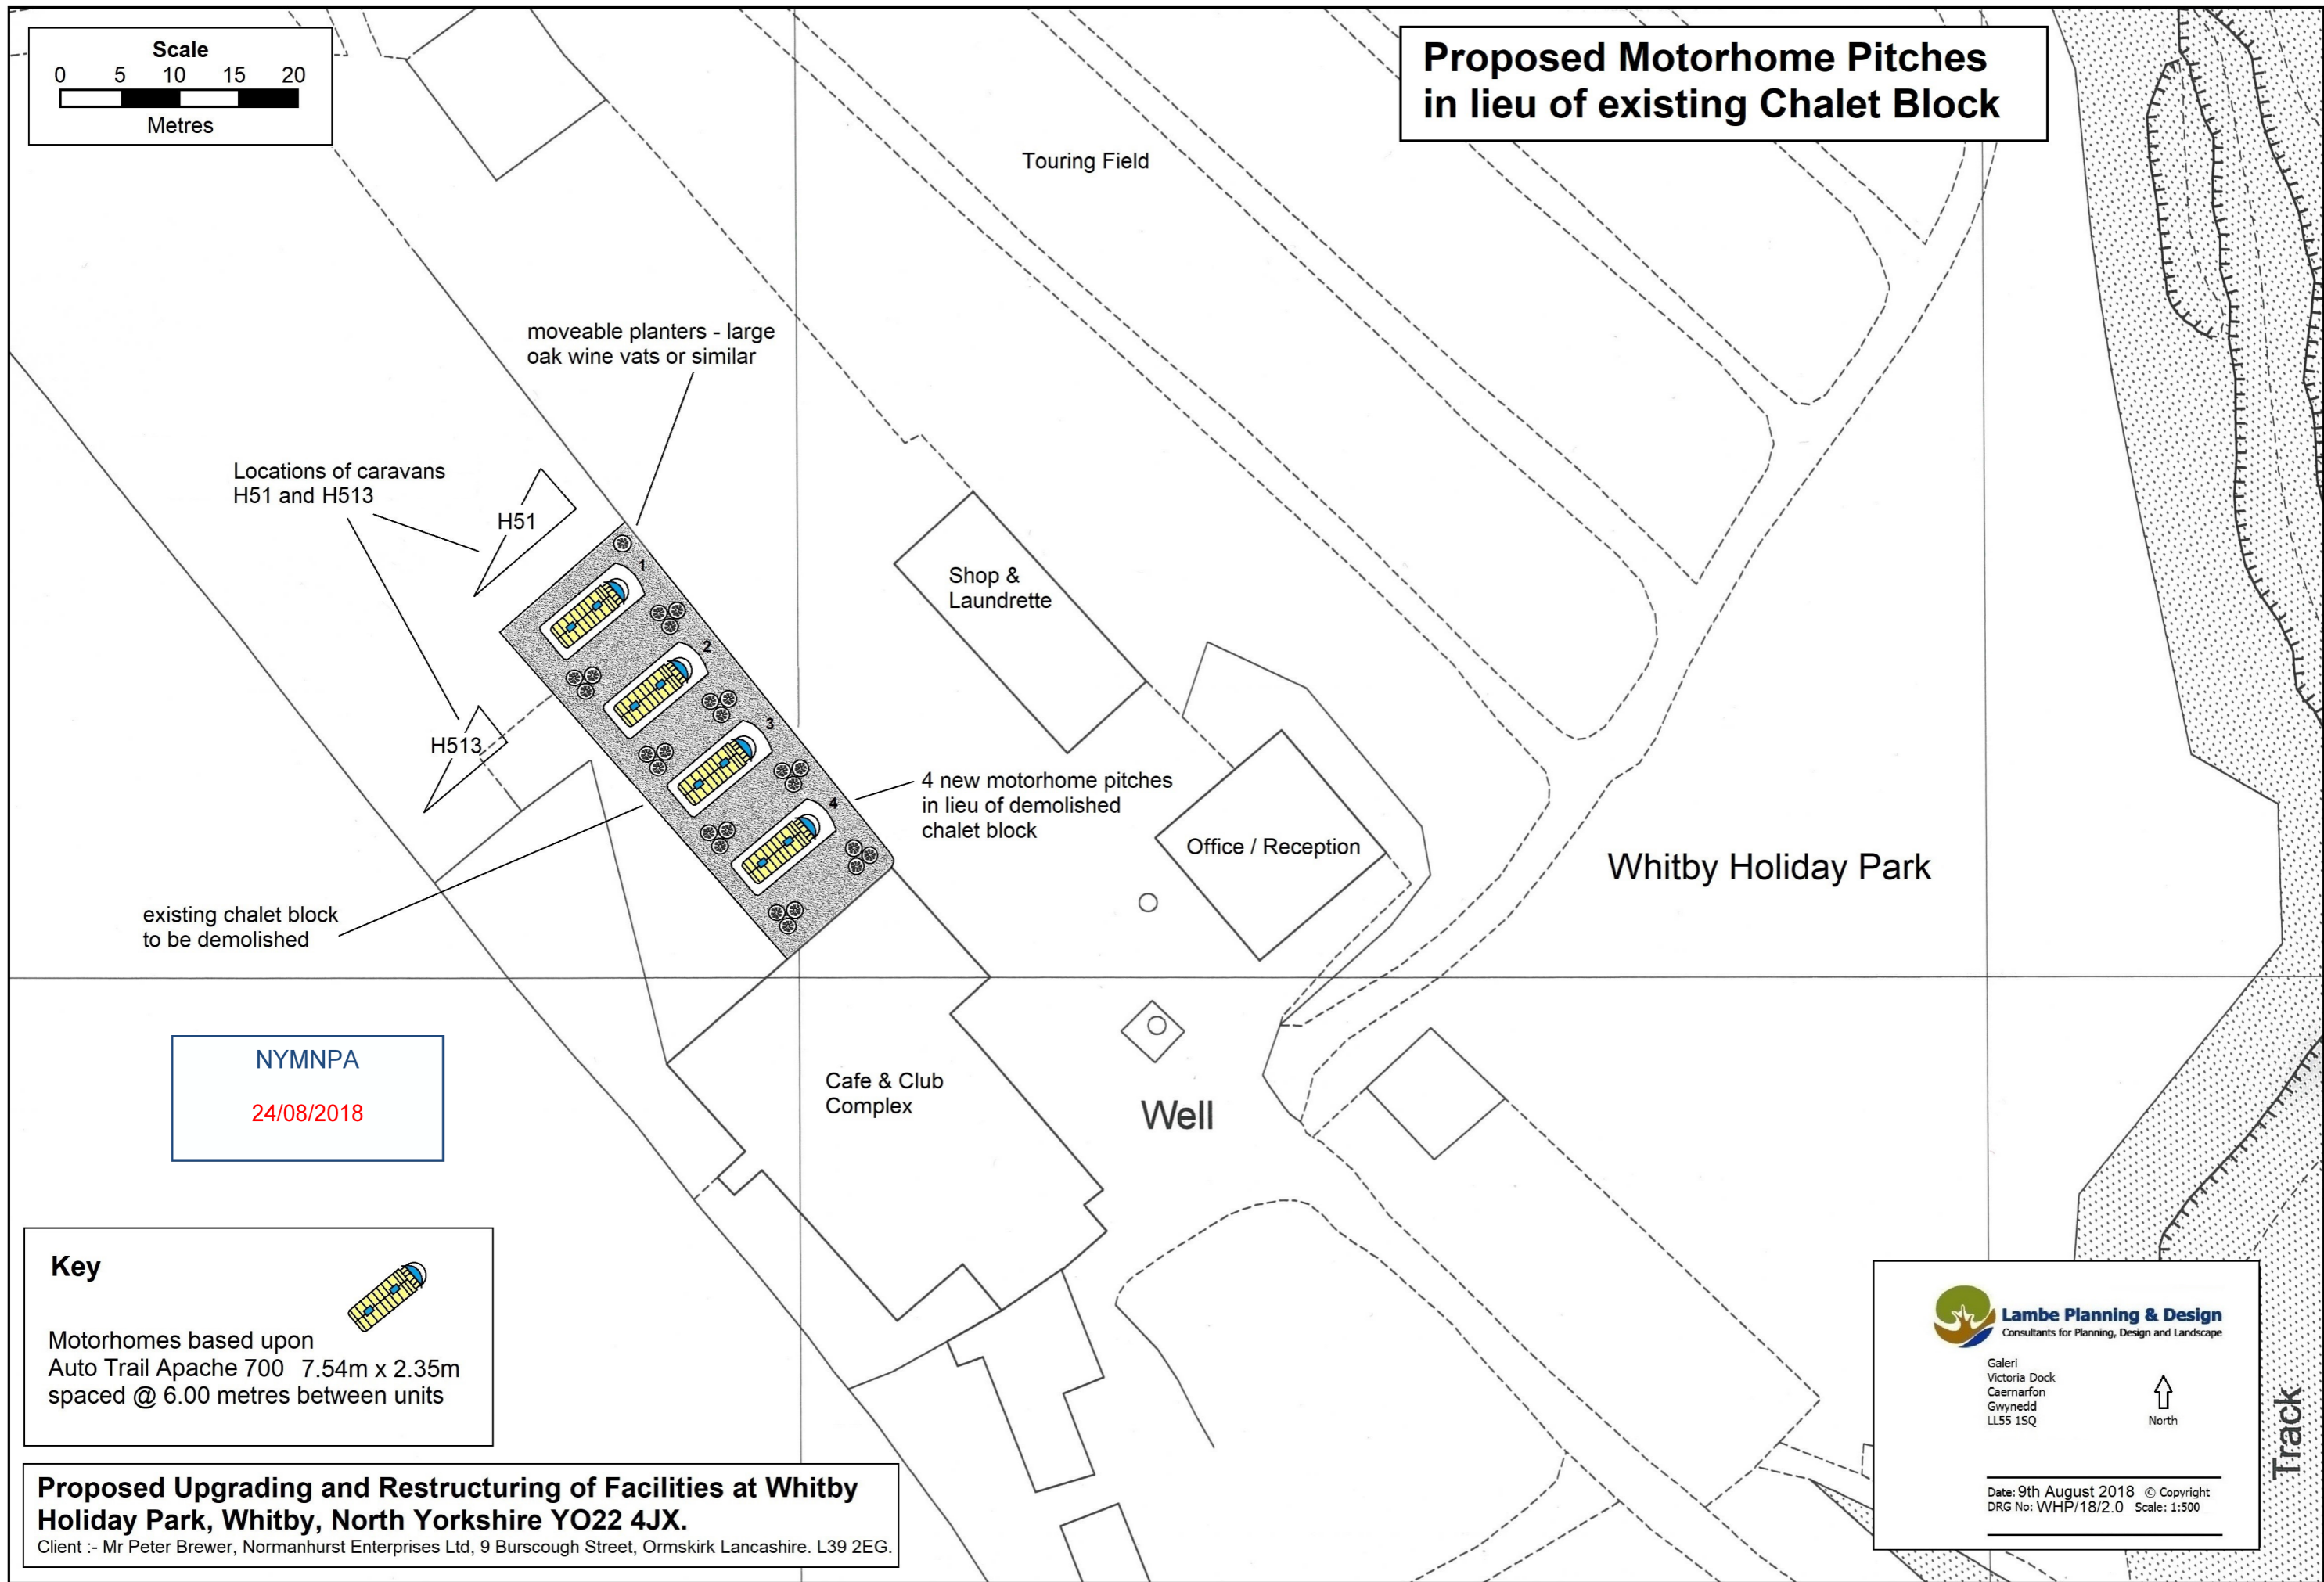 Scale
0 5 10 15 20
Metres
Proposed Motorhome Pitches
in lieu of existing Chalet Block
Touring Field
moveable planters - large
oak wine vats or similar
Locations of caravans
H51 and H513
H51
1
2
3
4
H513
Shop &
Laundrette
4 new motorhome pitches
in lieu of demolished
chalet block
Office / Reception
Whitby Holiday Park
existing chalet block
to be demolished
NYMNPA
24/08/2018
Cafe & Club
Complex
Well
Key
Motorhomes based upon
Auto Trail Apache 700 7.54m x 2.35m
spaced @ 6.00 metres between units
Proposed Upgrading and Restructuring of Facilities at Whitby
Holiday Park, Whitby, North Yorkshire YO22 4JX.
Client :- Mr Peter Brewer, Normanhurst Enterprises Ltd, 9 Burscough Street, Ormskirk Lancashire. L39 2EG.
Lambe Planning & Design
Consultants for Planning, Design and Landscape
Galeri
Victoria Dock
Caernarfon
Gwynedd
LL55 1SQ
North
Date: 9th August 2018 © Copyright
DRG No: WHP/18/2.0 Scale: 1:500
Track